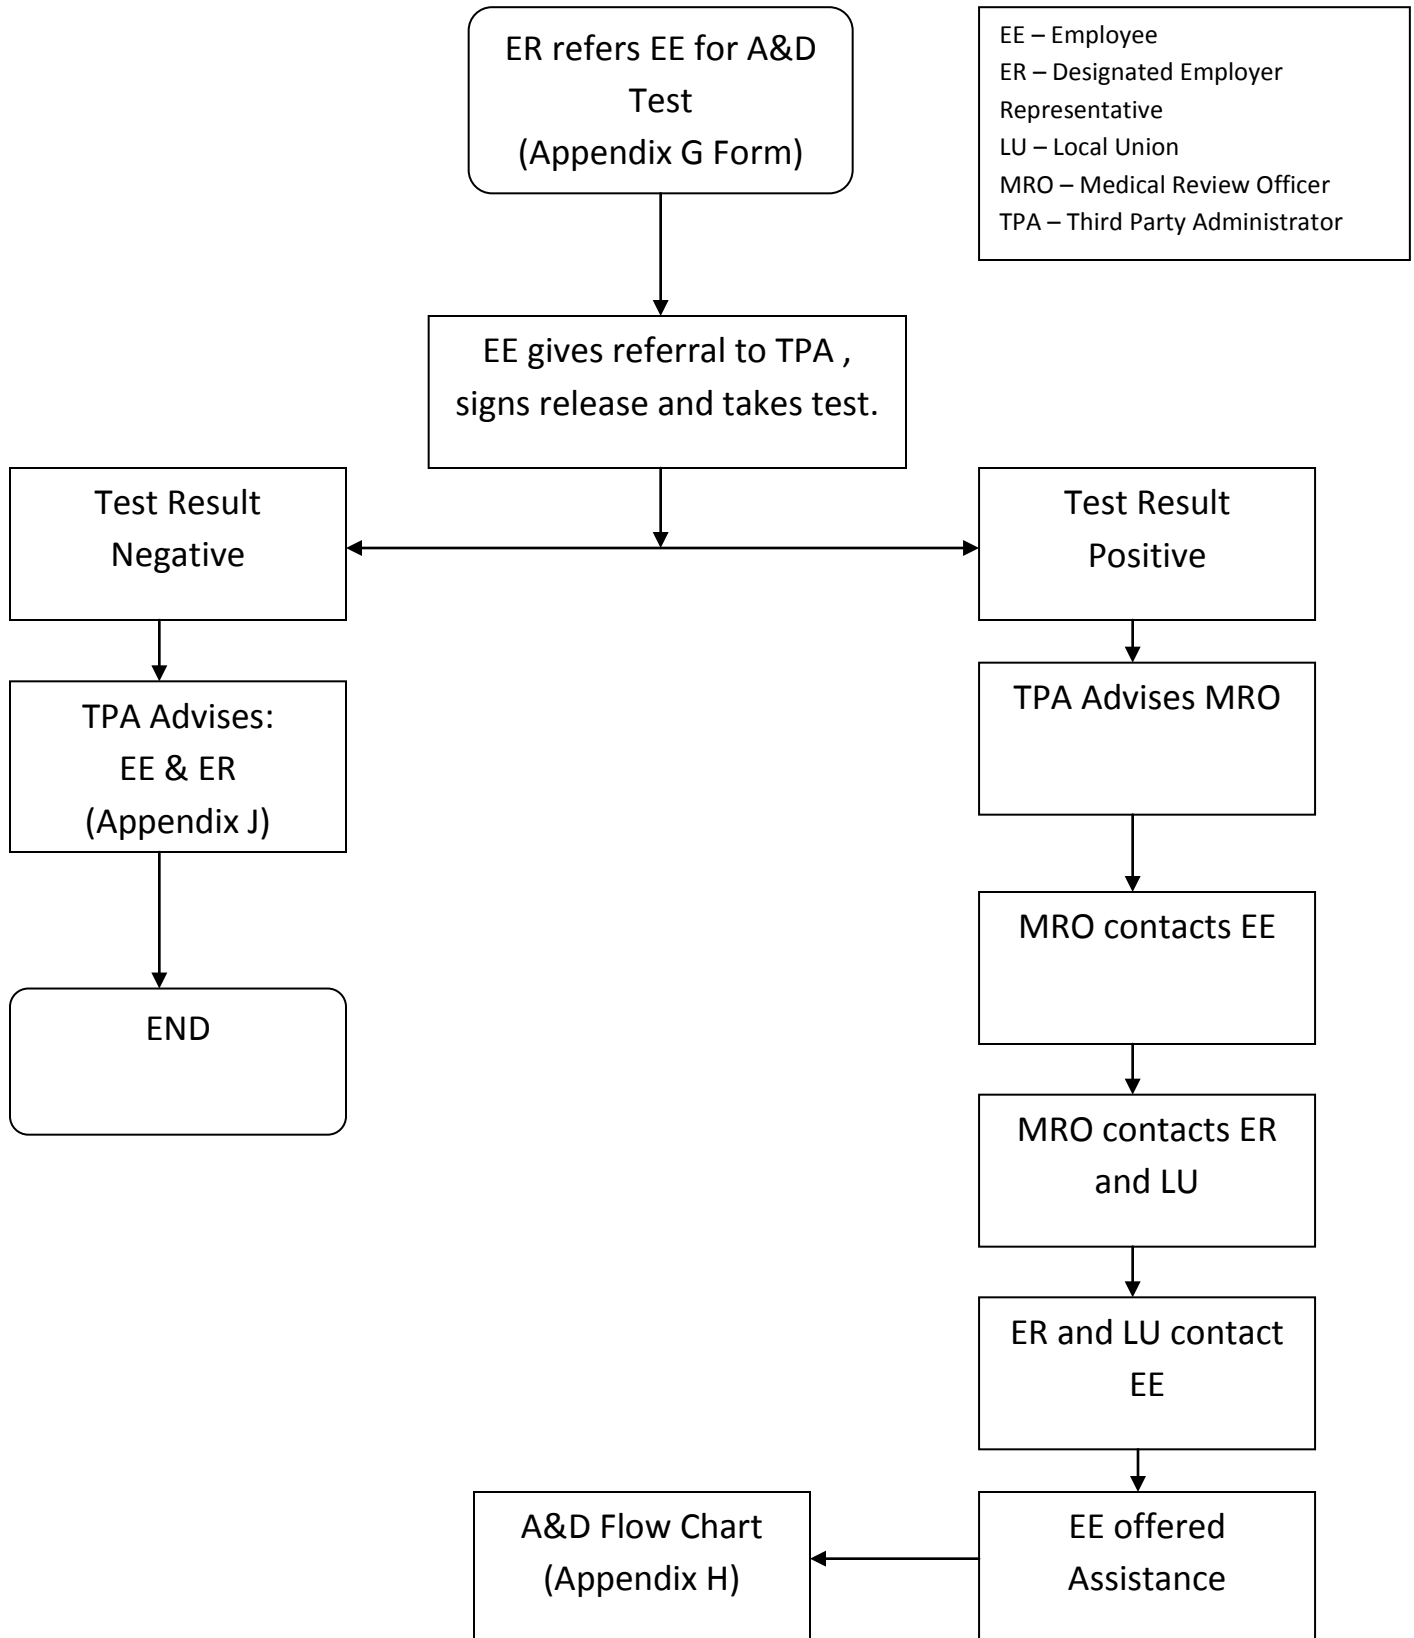 ER refers EE for A&D
Test
(Appendix G Form)
EE – Employee
ER – Designated Employer
Representative
LU – Local Union
MRO – Medical Review Officer
TPA – Third Party Administrator
EE gives referral to TPA ,
signs release and takes test.
Test Result
Negative
Test Result
Positive
TPA Advises:
EE & ER
(Appendix J)
TPA Advises MRO
MRO contacts EE
END
MRO contacts ER
and LU
ER and LU contact
EE
A&D Flow Chart
(Appendix H)
EE offered
Assistance